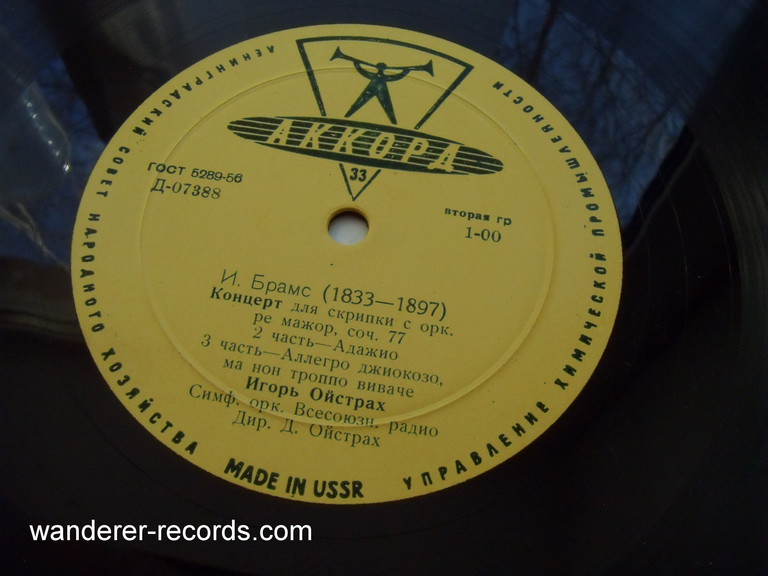 ЛЕНИНГРАДСКИЙ СОВЕТ НАРОДНОГО ХОЗЯЙСТВА
УПРАВЛЕНИЕ ХИМИЧЕСКОЙ ПРОМЫШЛЕННОСТИ
АККОРД
33
ГОСТ 5289-56
Д-07388
вторая гр
1-00
И. Брамс (1833—1897)
Концерт для скрипки с орк.
ре мажор, соч. 77
2 часть—Адажио
3 часть—Аллегро джиокозо,
ма нон троппо виваче
Игорь Ойстрах
Симф. орк. Всесоюзн. радио
Дир. Д. Ойстрах
MADE IN USSR
wanderer-records.com